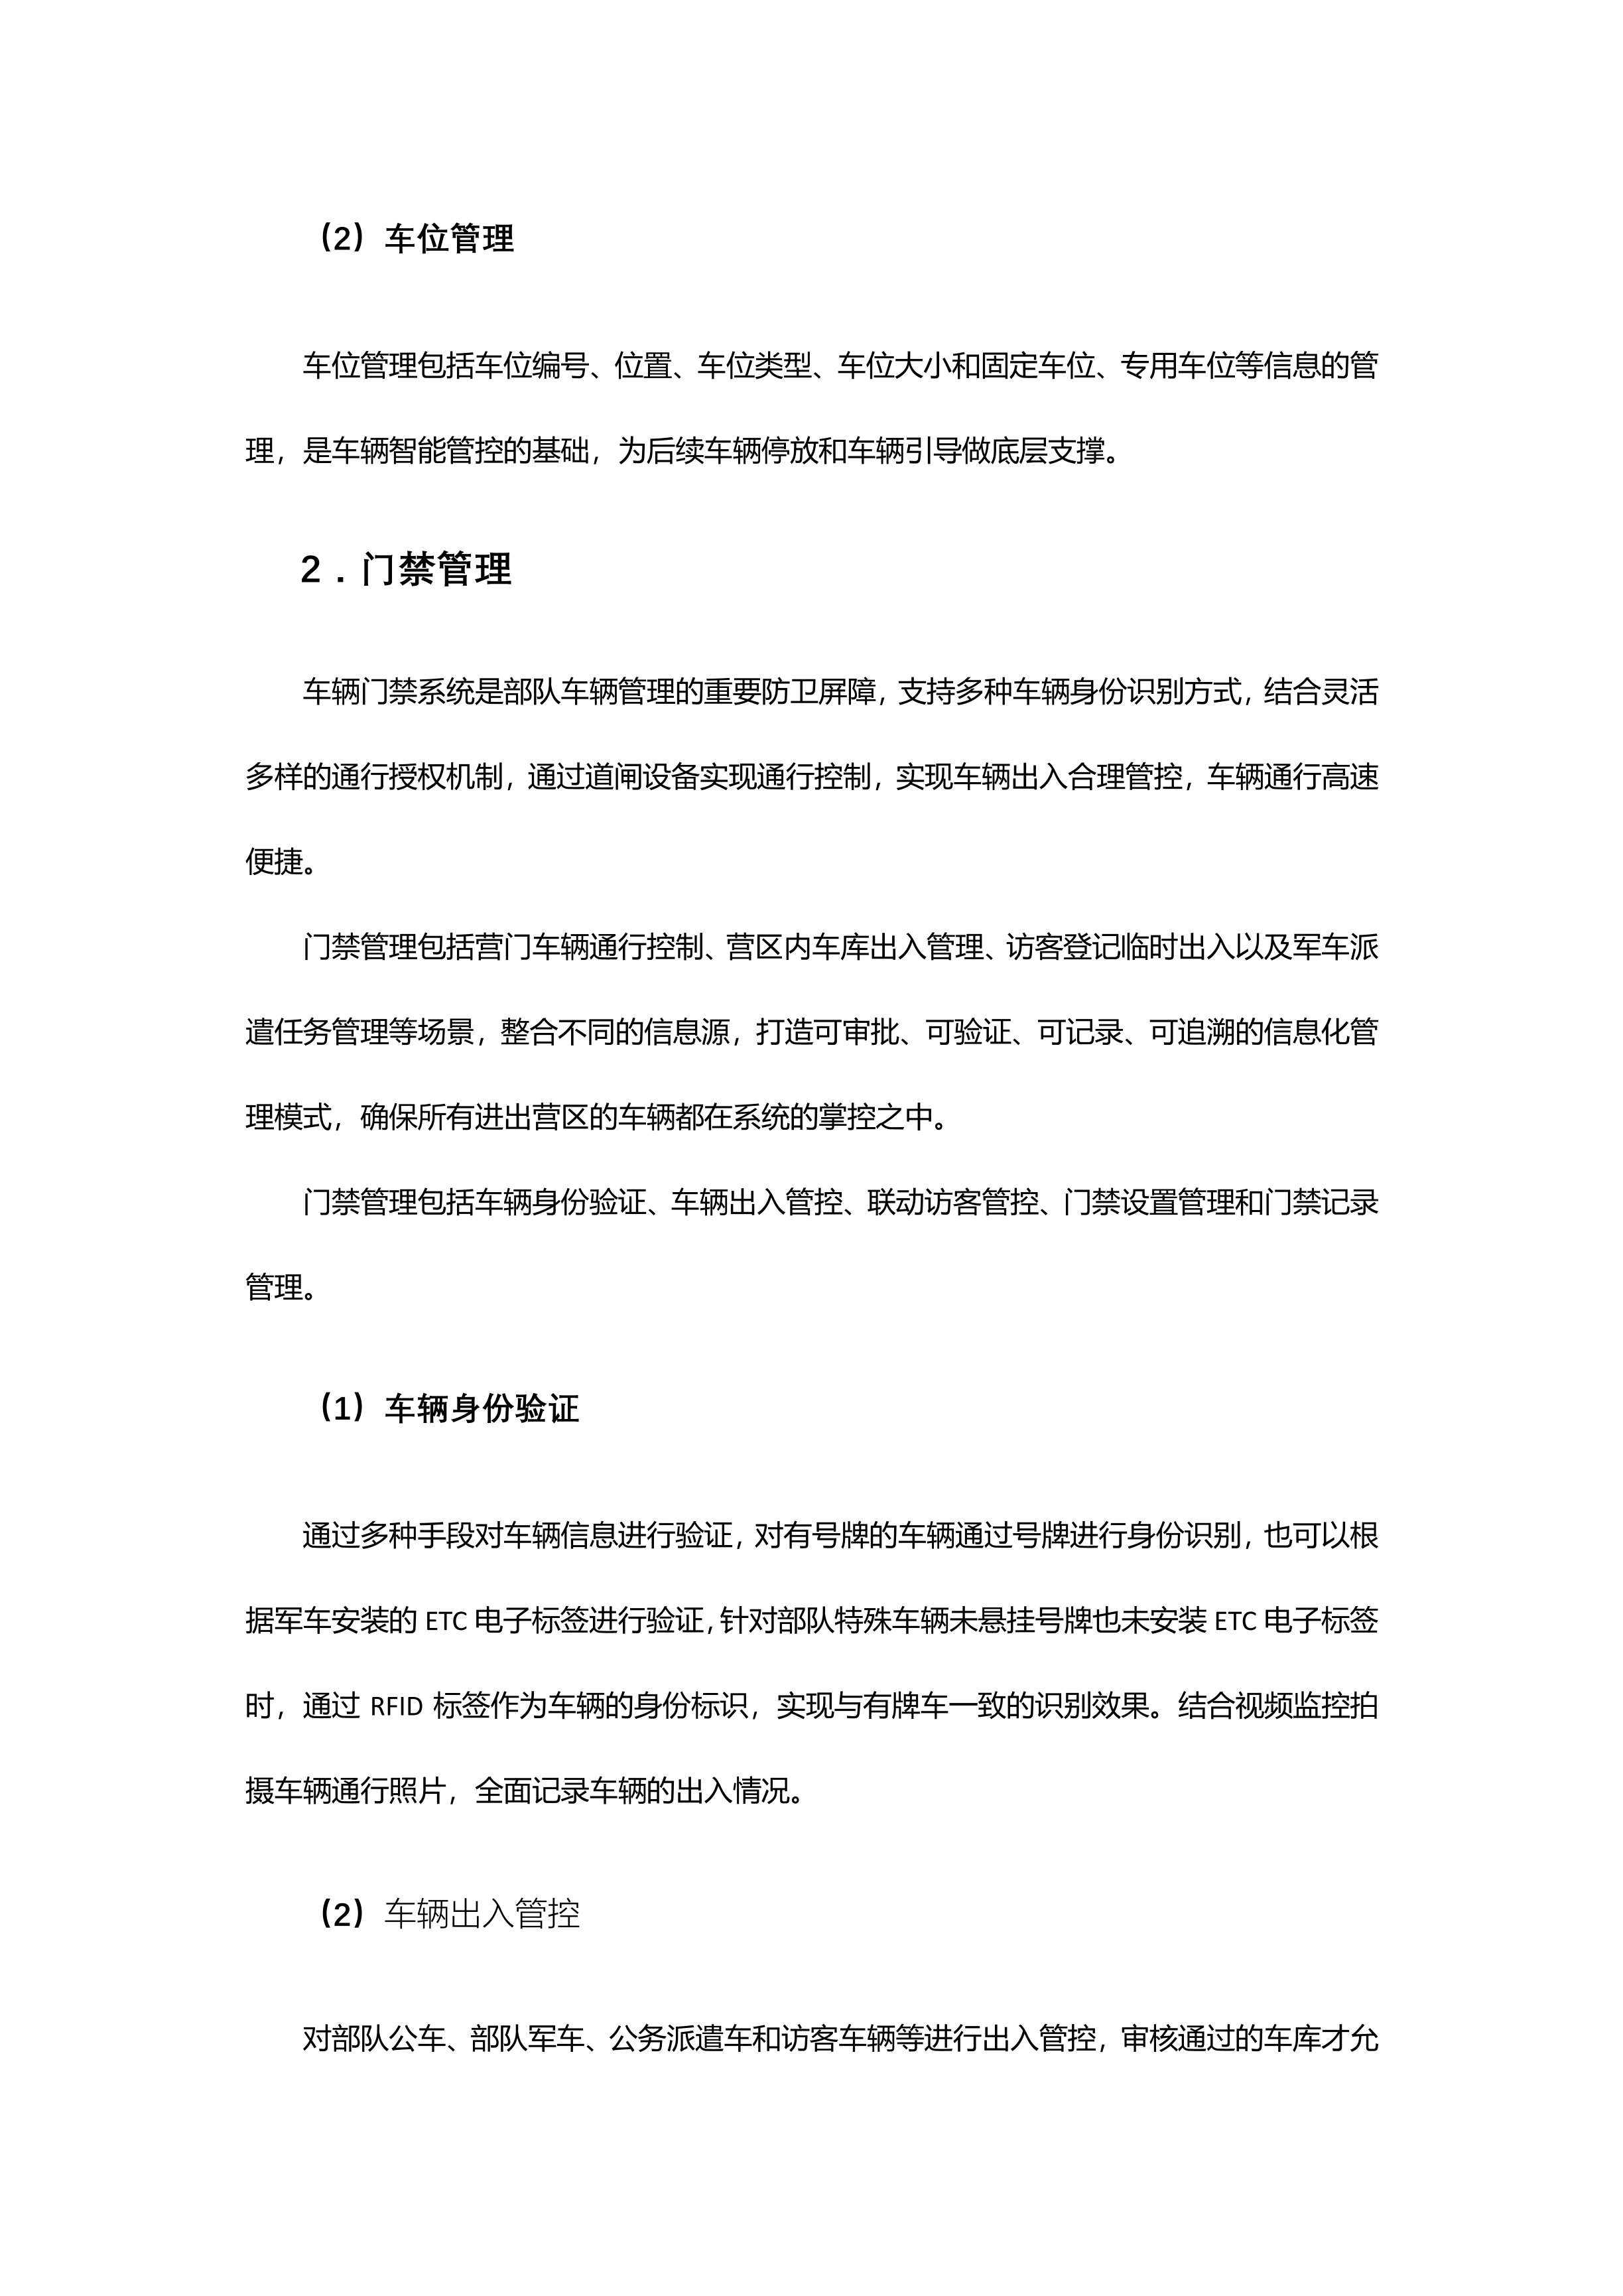 （2）车位管理
车位管理包括车位编号、位置、车位类型、车位大小和固定车位、专用车位等信息的管
理，是车辆智能管控的基础，为后续车辆停放和车辆引导做底层支撑。
2．门禁管理
车辆门禁系统是部队车辆管理的重要防卫屏障，支持多种车辆身份识别方式，结合灵活
多样的通行授权机制，通过道闸设备实现通行控制，实现车辆出入合理管控，车辆通行高速
便捷。
门禁管理包括营门车辆通行控制、营区内车库出入管理、访客登记临时出入以及军车派
遣任务管理等场景，整合不同的信息源，打造可审批、可验证、可记录、可追溯的信息化管
理模式，确保所有进出营区的车辆都在系统的掌控之中。
门禁管理包括车辆身份验证、车辆出入管控、联动访客管控、门禁设置管理和门禁记录
管理。
（1）车辆身份验证
通过多种手段对车辆信息进行验证，对有号牌的车辆通过号牌进行身份识别，也可以根
据军车安装的 ETC 电子标签进行验证，针对部队特殊车辆未悬挂号牌也未安装 ETC 电子标签
时，通过 RFID 标签作为车辆的身份标识，实现与有牌车一致的识别效果。结合视频监控拍
摄车辆通行照片，全面记录车辆的出入情况。
（2）车辆出入管控
对部队公车、部队军车、公务派遣车和访客车辆等进行出入管控，审核通过的车库才允